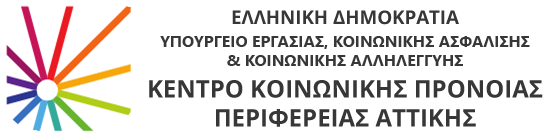 ΕΛΛΗΝΙΚΗ ΔΗΜΟΚΡΑΤΙΑ
ΥΠΟΥΡΓΕΙΟ ΕΡΓΑΣΙΑΣ, ΚΟΙΝΩΝΙΚΗΣ ΑΣΦΑΛΙΣΗΣ
& ΚΟΙΝΩΝΙΚΗΣ ΑΛΛΗΛΕΓΓΥΗΣ
ΚΕΝΤΡΟ ΚΟΙΝΩΝΙΚΗΣ ΠΡΟΝΟΙΑΣ
ΠΕΡΙΦΕΡΕΙΑΣ ΑΤΤΙΚΗΣ